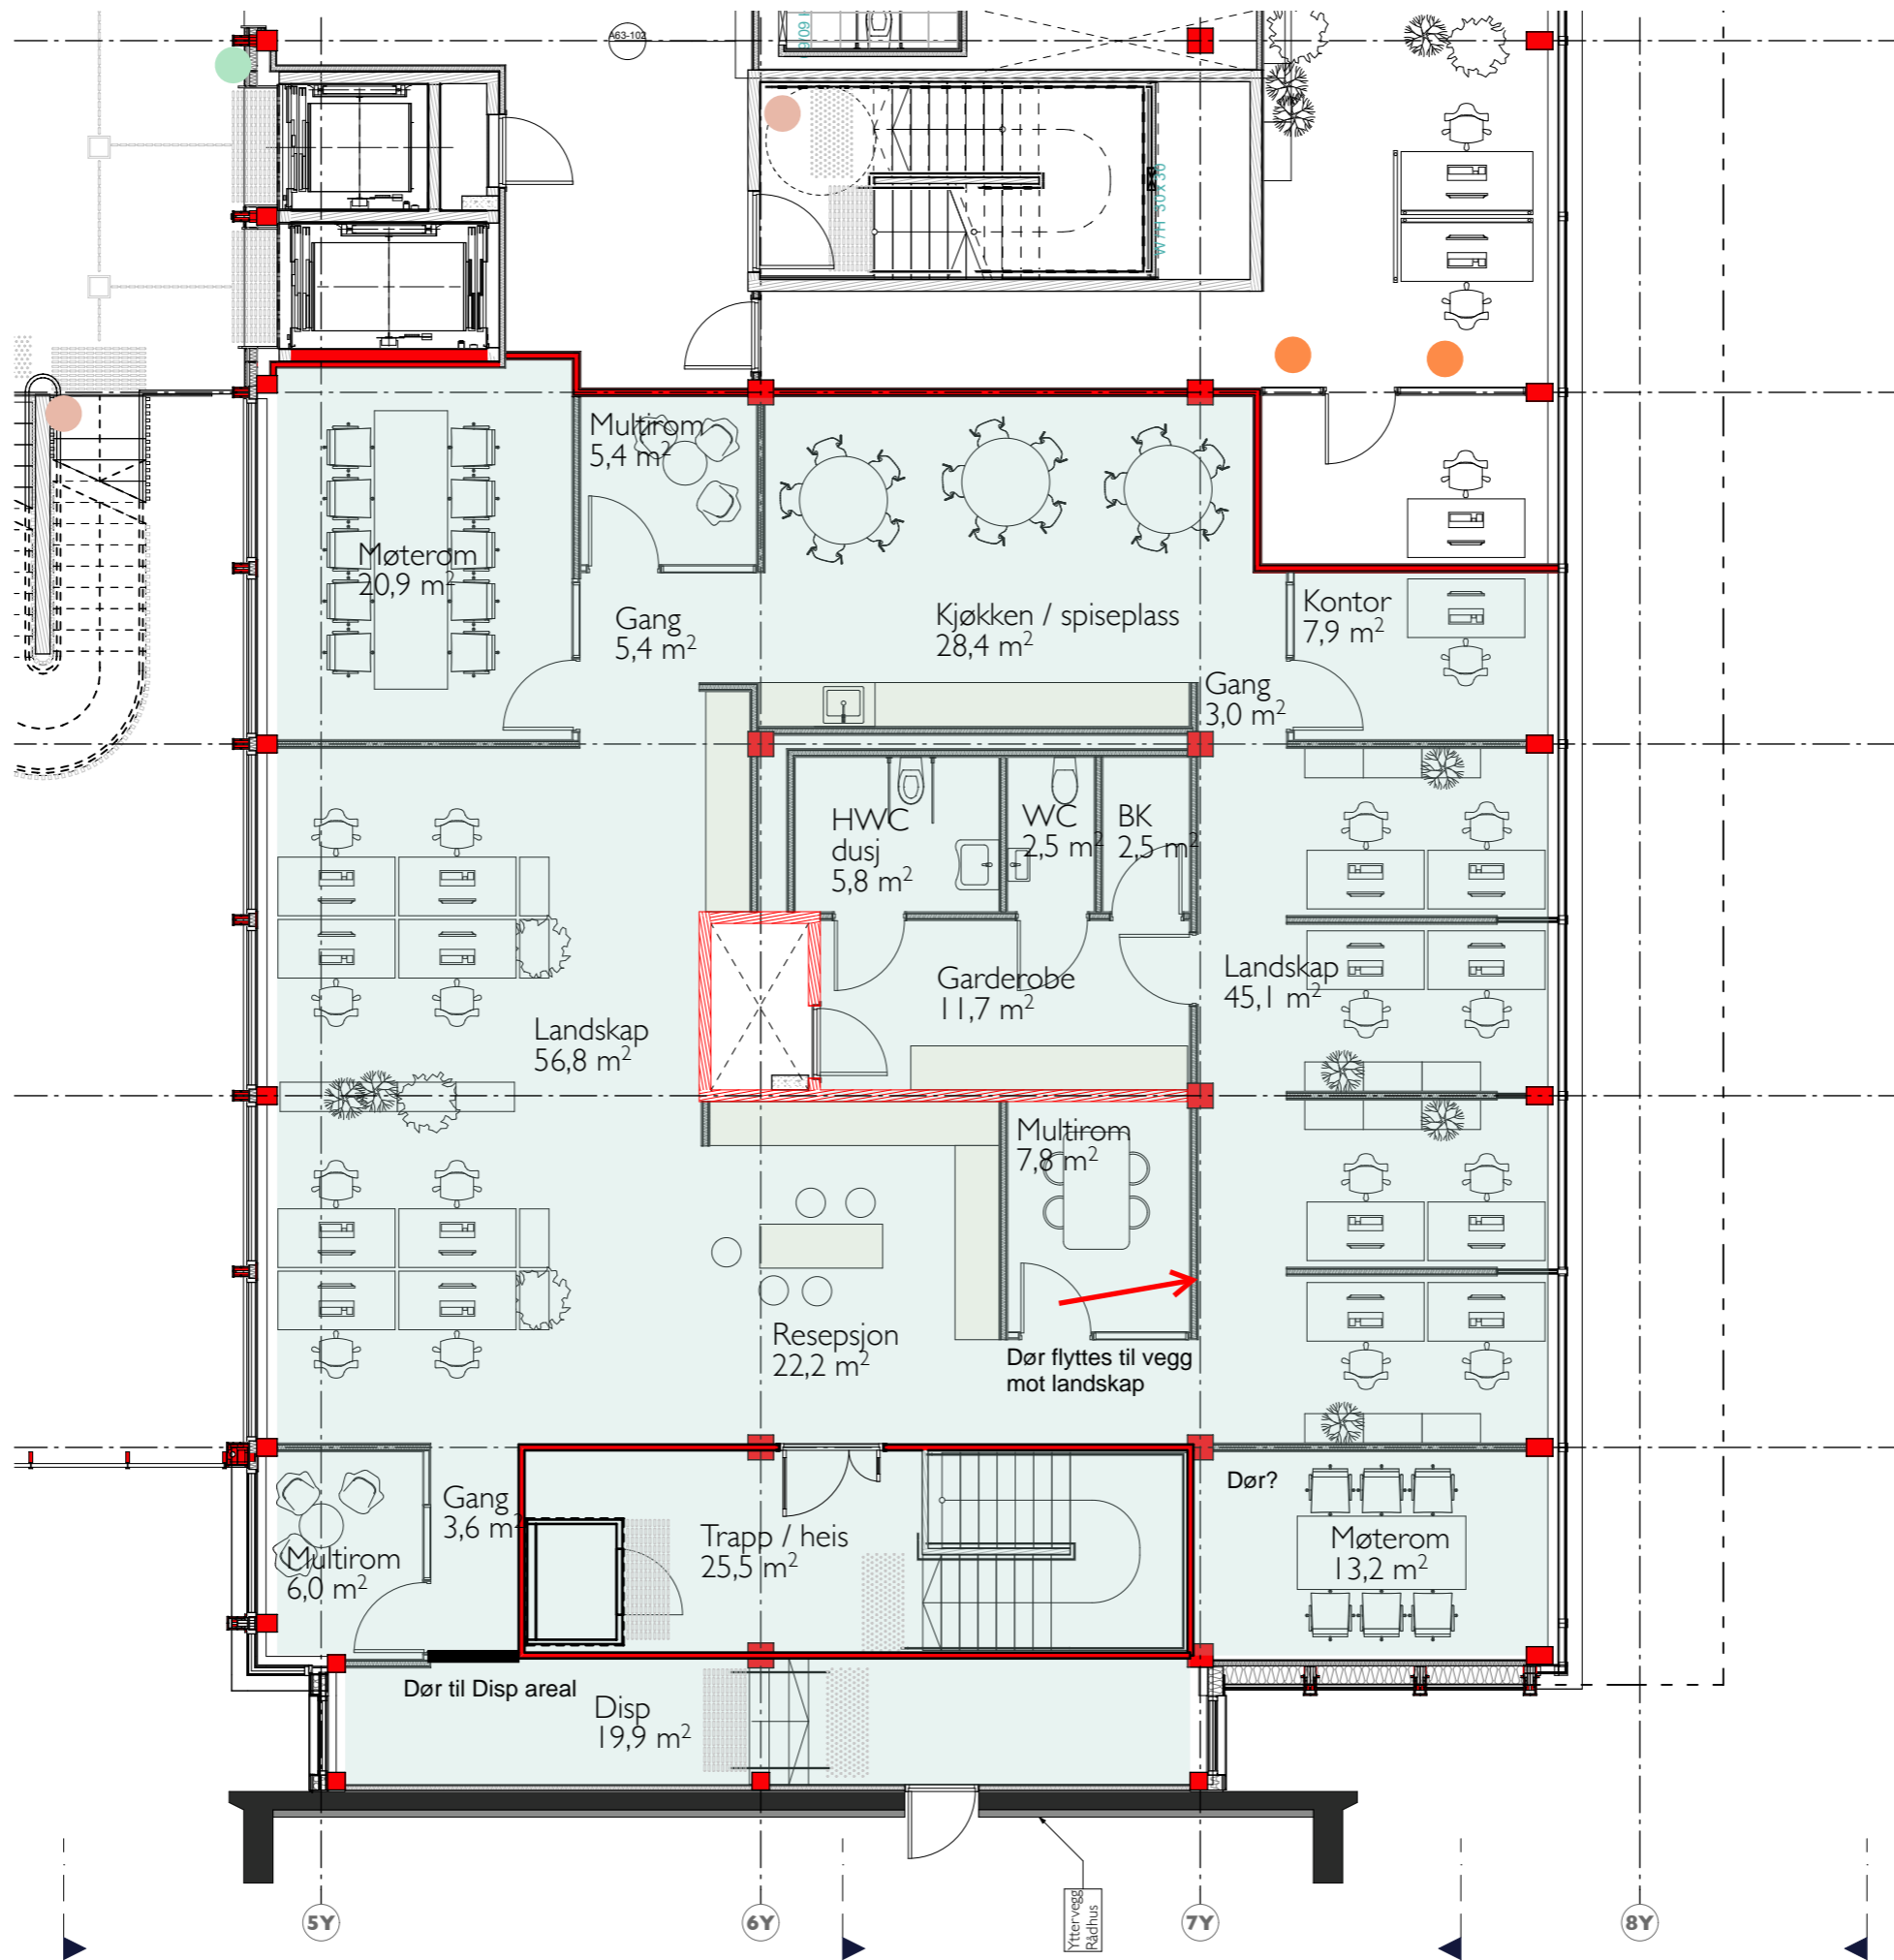 A63-102
Multirom
5,4 m²
Møterom
20,9 m²
Gang
5,4 m²
Kjøkken / spiseplass
28,4 m²
Kontor
7,9 m²
Gang
3,0 m²
HWC
dusj
5,8 m²
WC
2,5 m²
BK
2,5 m²
Landskap
56,8 m²
Garderobe
11,7 m²
Landskap
45,1 m²
Multirom
7,8 m²
Resepsjon
22,2 m²
Dør flyttes til vegg
mot landskap
Gang
3,6 m²
Multirom
6,0 m²
Trapp / heis
25,5 m²
Dør?
Møterom
13,2 m²
Dør til Disp areal
Disp
19,9 m²
Yttervegg
Rådhus
5Y
6Y
7Y
8Y